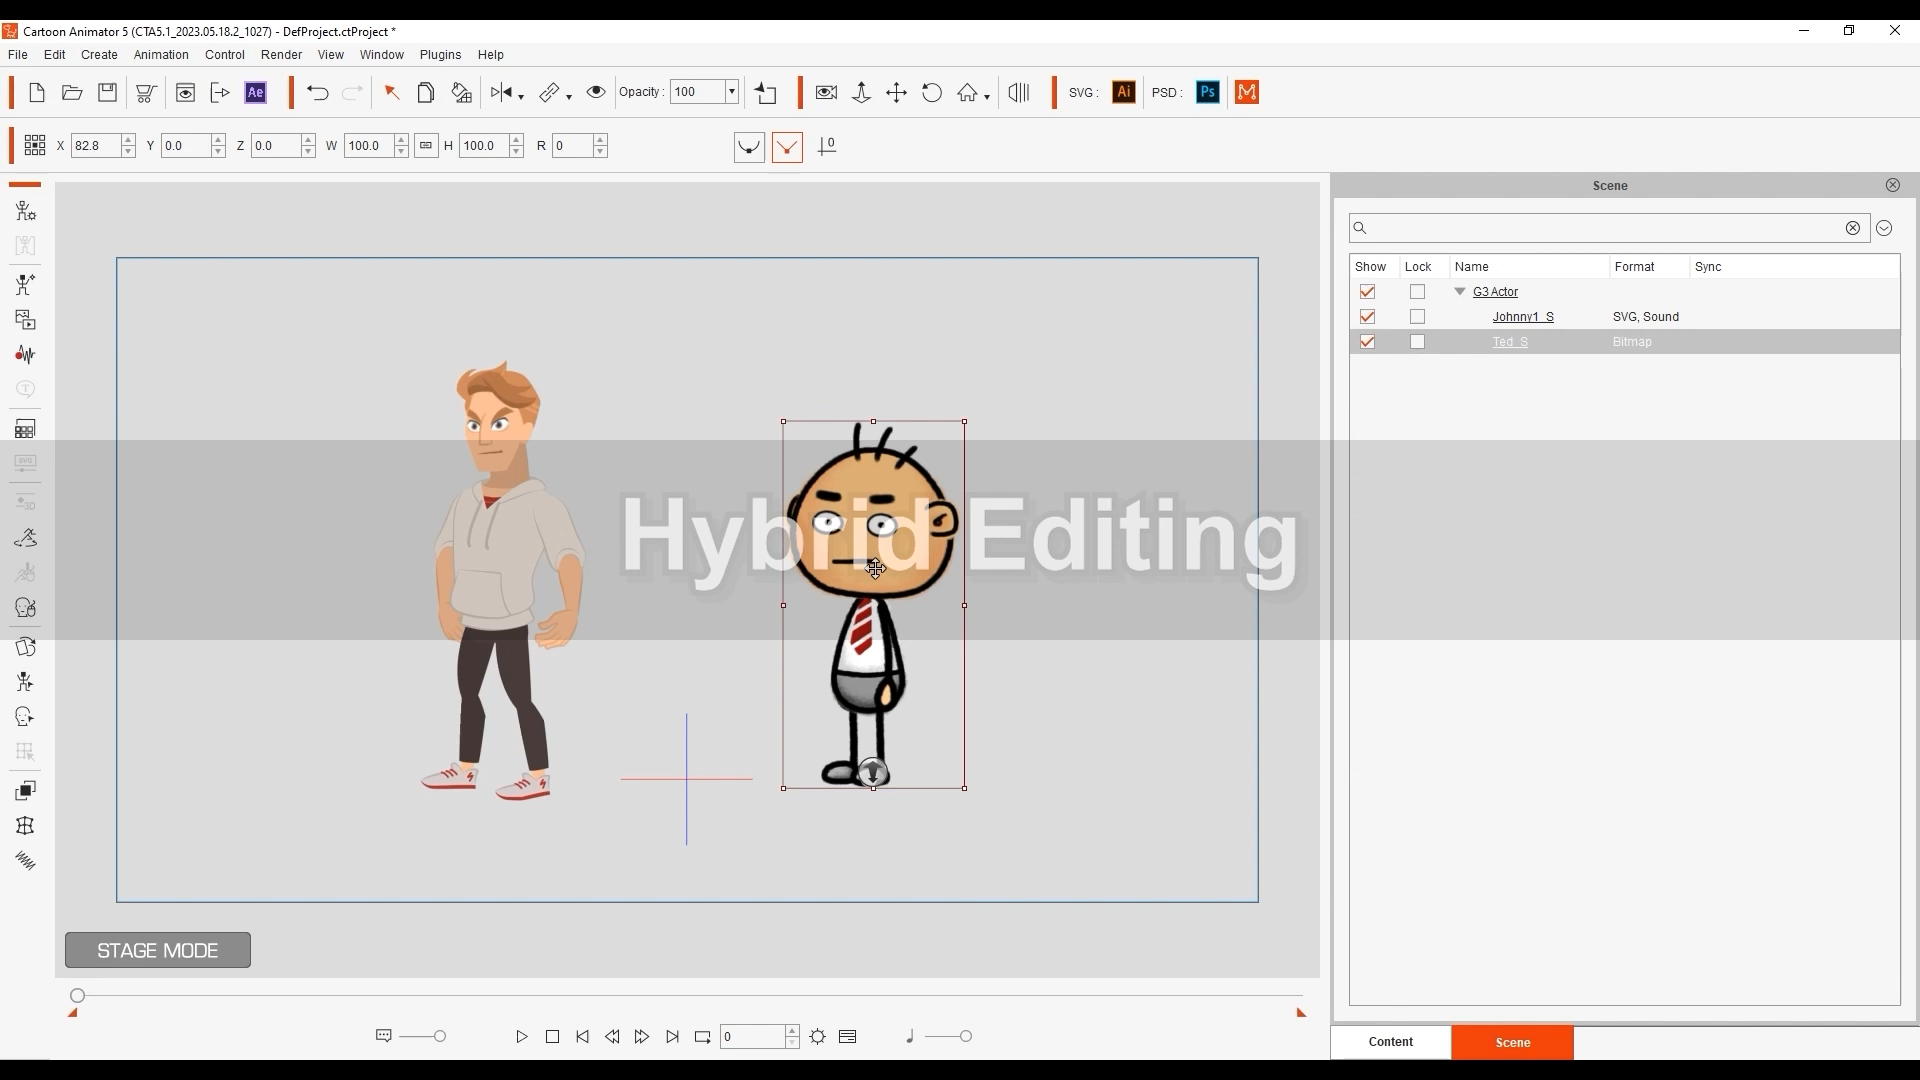 Cartoon Animator 5 (CTA5.1_2023.05.18.2_1027) - DefProject.ctProject *
File Edit Create Animation Control Render View Window Plugins Help
Ae Opacity : 100 SVG : Ai PSD : Ps
X 82.8 Y 0.0 Z 0.0 W 100.0 H 100.0 R 0 0
Scene
Show Lock Name Format Sync
G3 Actor
Johnny1_S SVG, Sound
Ted_S Bitmap
T
SVG
3D
Hybrid Editing
STAGE MODE
0
Content Scene